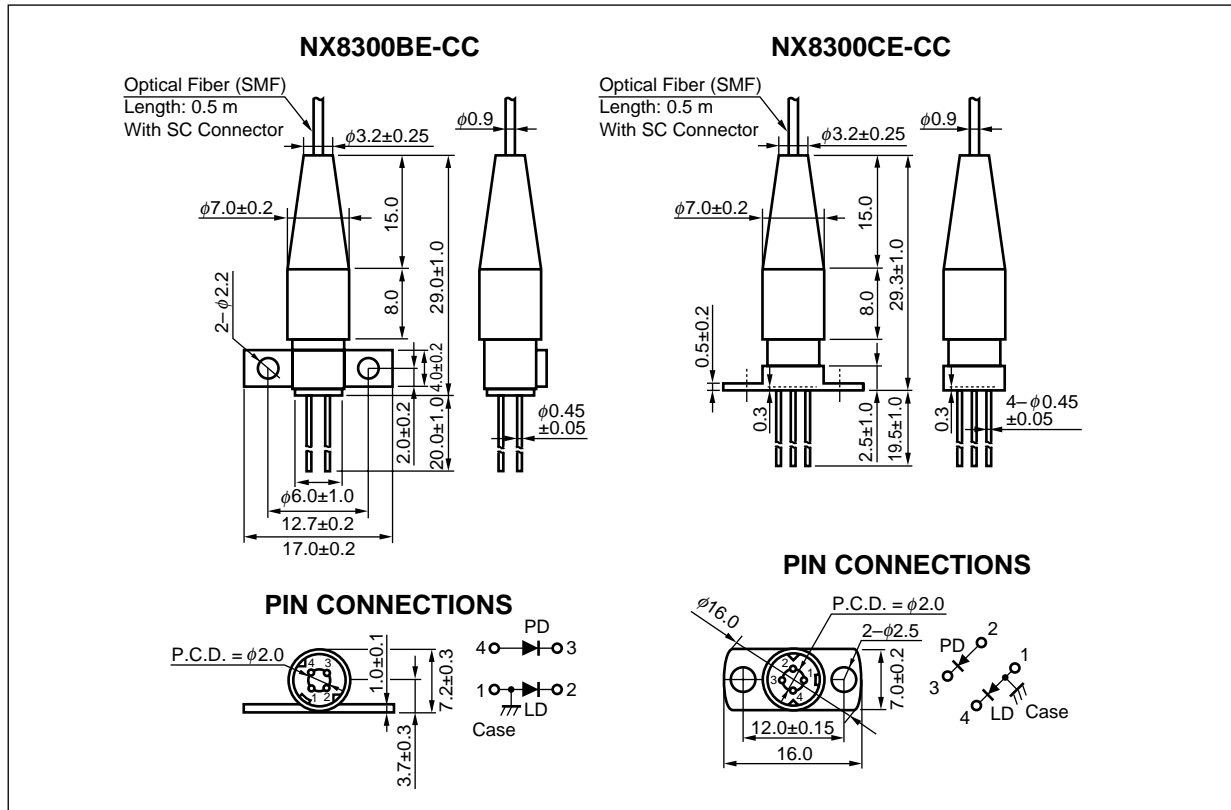 NX8300BE-CC
Optical Fiber (SMF)
Length: 0.5 m
With SC Connector
φ3.2±0.25
φ0.9
φ7.0±0.2
15.0
29.0±1.0
8.0
2–φ2.2
4.0±0.2
2.0±0.2
20.0±1.0
φ0.45
±0.05
φ6.0±1.0
12.7±0.2
17.0±0.2
PIN CONNECTIONS
P.C.D. = φ2.0
4 3
1 2
1.0±0.1
7.2±0.3
3.7±0.3
PD
4 3
1 2
LD
Case
NX8300CE-CC
Optical Fiber (SMF)
Length: 0.5 m
With SC Connector
φ3.2±0.25
φ0.9
φ7.0±0.2
15.0
29.3±1.0
8.0
0.5±0.2
0.3
2.5±1.0
19.5±1.0
0.3
4–φ0.45
±0.05
PIN CONNECTIONS
φ16.0
P.C.D. = φ2.0
2–φ2.5
2
3 1
4
7.0±0.2
12.0±0.15
16.0
PD
2
3
1
4
LD
Case